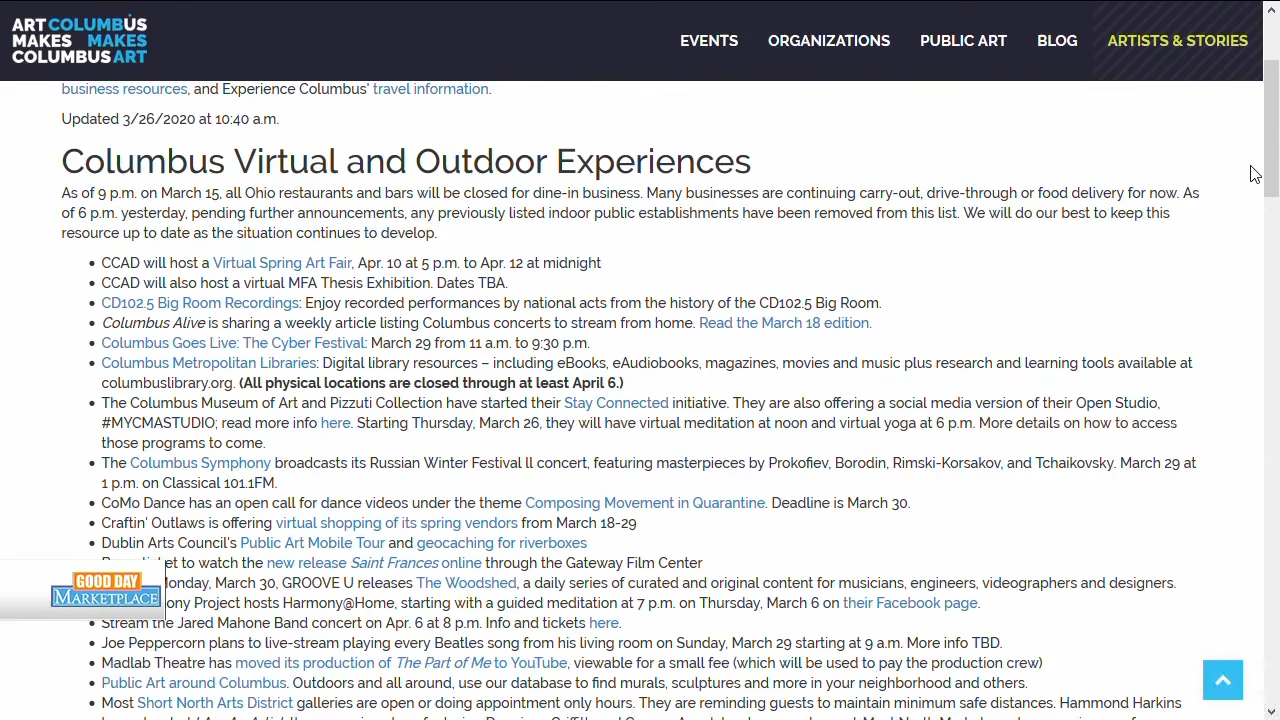 ART COLUMBUS
MAKES MAKES
COLUMBUS ART
EVENTS ORGANIZATIONS PUBLIC ART BLOG ARTISTS & STORIES
business resources, and Experience Columbus' travel information.
Updated 3/26/2020 at 10:40 a.m.
Columbus Virtual and Outdoor Experiences
As of 9 p.m. on March 15, all Ohio restaurants and bars will be closed for dine-in business. Many businesses are continuing carry-out, drive-through or food delivery for now. As
of 6 p.m. yesterday, pending further announcements, any previously listed indoor public establishments have been removed from this list. We will do our best to keep this
resource up to date as the situation continues to develop.
• CCAD will host a Virtual Spring Art Fair, Apr. 10 at 5 p.m. to Apr. 12 at midnight
• CCAD will also host a virtual MFA Thesis Exhibition. Dates TBA.
• CD102.5 Big Room Recordings: Enjoy recorded performances by national acts from the history of the CD102.5 Big Room.
• Columbus Alive is sharing a weekly article listing Columbus concerts to stream from home. Read the March 18 edition.
• Columbus Goes Live: The Cyber Festival: March 29 from 11 a.m. to 9:30 p.m.
• Columbus Metropolitan Libraries: Digital library resources – including eBooks, eAudiobooks, magazines, movies and music plus research and learning tools available at
columbuslibrary.org. (All physical locations are closed through at least April 6.)
• The Columbus Museum of Art and Pizzuti Collection have started their Stay Connected initiative. They are also offering a social media version of their Open Studio,
#MYCMASTUDIO; read more info here. Starting Thursday, March 26, they will have virtual meditation at noon and virtual yoga at 6 p.m. More details on how to access
those programs to come.
• The Columbus Symphony broadcasts its Russian Winter Festival ll concert, featuring masterpieces by Prokofiev, Borodin, Rimski-Korsakov, and Tchaikovsky. March 29 at
1 p.m. on Classical 101.1FM.
• CoMo Dance has an open call for dance videos under the theme Composing Movement in Quarantine. Deadline is March 30.
• Craftin' Outlaws is offering virtual shopping of its spring vendors from March 18-29
• Dublin Arts Council's Public Art Mobile Tour and geocaching for riverboxes
to watch the new release Saint Frances online through the Gateway Film Center
GOOD DAY
MARKETPLACE
Monday, March 30, GROOVE U releases The Woodshed, a daily series of curated and original content for musicians, engineers, videographers and designers.
Project hosts Harmony@Home, starting with a guided meditation at 7 p.m. on Thursday, March 6 on their Facebook page.
• Stream the Jared Mahone Band concert on Apr. 6 at 8 p.m. Info and tickets here.
• Joe Peppercorn plans to live-stream playing every Beatles song from his living room on Sunday, March 29 starting at 9 a.m. More info TBD.
• Madlab Theatre has moved its production of The Part of Me to YouTube, viewable for a small fee (which will be used to pay the production crew)
• Public Art around Columbus. Outdoors and all around, use our database to find murals, sculptures and more in your neighborhood and others.
• Most Short North Arts District galleries are open or doing appointment only hours. They are reminding guests to maintain minimum safe distances. Hammond Harkins